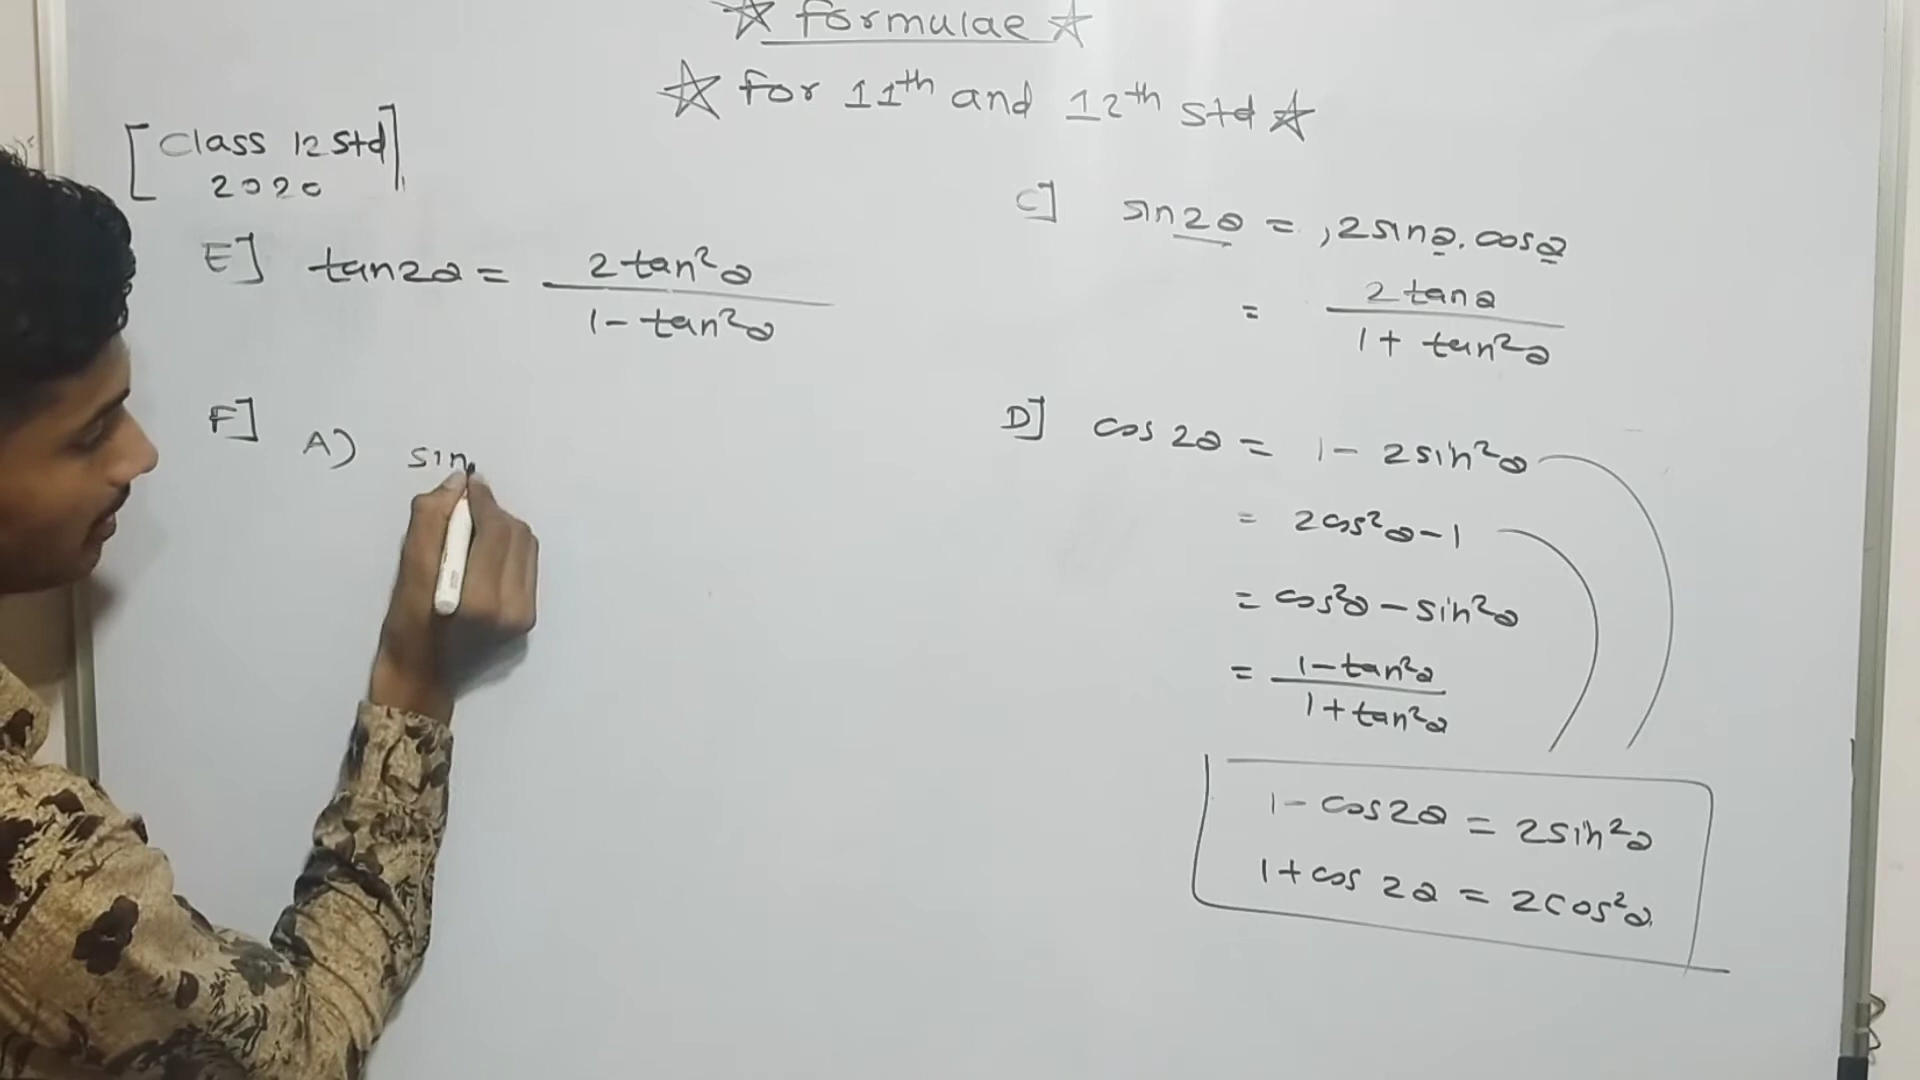 ☆ Formulae ☆
☆ For 11th and 12th std ☆
[Class 12 std]
2020
E] tan2θ = 2tan²θ / 1 - tan²θ
F] A) sin
C] sin2θ = , 2sinθ . cosθ
= 2tanθ / 1 + tan²θ
D] cos 2θ = 1 - 2sin²θ
= 2cos²θ - 1
= cos²θ - sin²θ
= 1 - tan²θ / 1 + tan²θ
1 - cos2θ = 2sin²θ
1 + cos 2θ = 2cos²θ